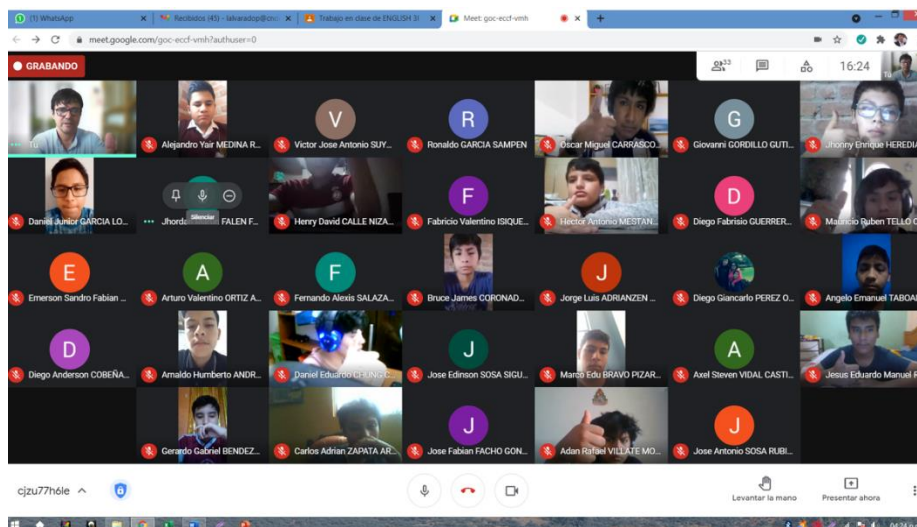 (1) WhatsApp
Recibidos (45) - lalvaradop@cnc
Trabajo en clase de ENGLISH 3I
Meet: goc-eccf-vmh
meet.google.com/goc-eccf-vmh?authuser=0
GRABANDO
33
16:24
Tú
Tú
Alejandro Yair MEDINA R...
V
Victor Jose Antonio SUY...
R
Ronaldo GARCIA SAMPEN
Oscar Miguel CARRASCO...
G
Giovanni GORDILLO GUTI...
Jhonny Enrique HEREDIA
Daniel Junior GARCIA LO...
Silenciar
Jhorda FALEN F...
Henry David CALLE NIZA...
F
Fabricio Valentino ISIQUE...
Hector Antonio MESTAN...
D
Diego Fabrisio GUERRER...
Mauricio Ruben TELLO C
E
Emerson Sandro Fabian ...
A
Arturo Valentino ORTIZ A...
F
Fernando Alexis SALAZA...
Bruce James CORONAD...
J
Jorge Luis ADRIANZEN ...
Diego Giancarlo PEREZ O...
Angelo Emanuel TABOA
D
Diego Anderson COBEÑA...
Arnaldo Humberto ANDR...
Daniel Eduardo CHUNG C...
J
Jose Edinson SOSA SIGU...
Marco Edu BRAVO PIZAR...
A
Axel Steven VIDAL CASTI...
Jesus Eduardo Manuel F
Gerardo Gabriel BENDEZ...
Carlos Adrian ZAPATA AR...
J
Jose Fabian FACHO GON...
Adan Rafael VILLATE MO...
J
Jose Antonio SOSA RUBI...
cjzu77h6le
Levantar la mano
Presentar ahora